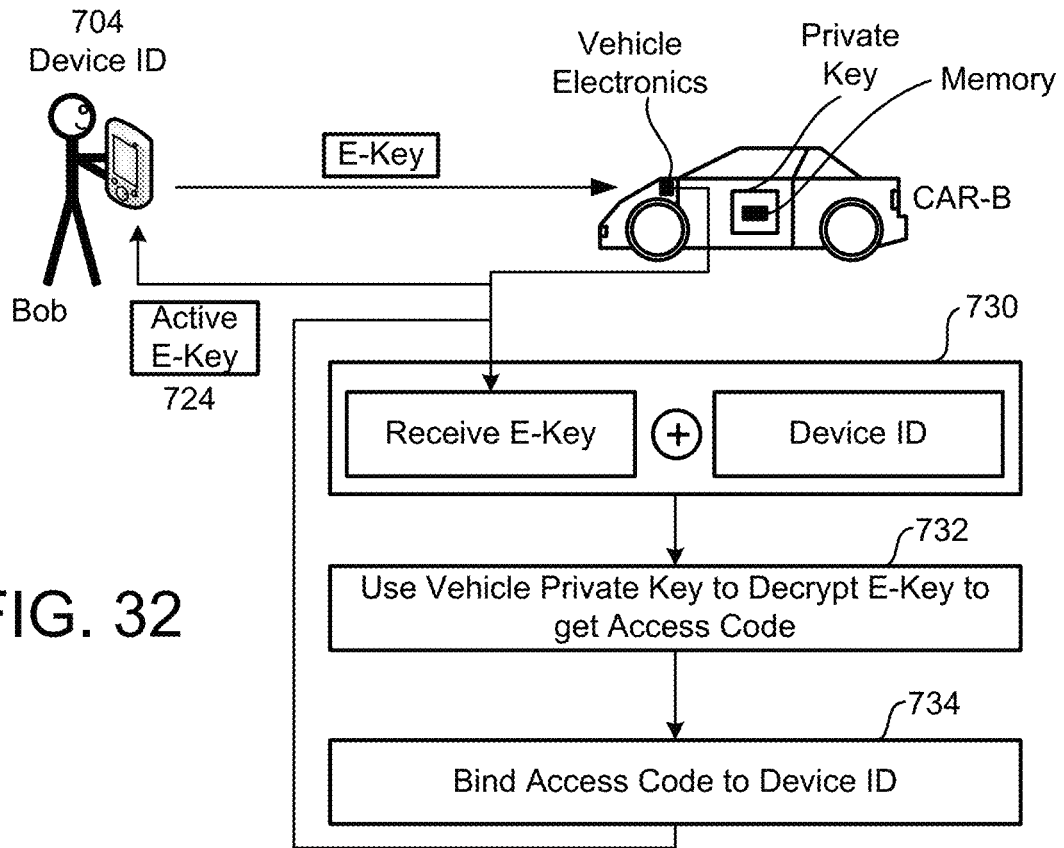 704
Device ID
Vehicle
Electronics
Private
Key
Memory
E-Key
CAR-B
Bob
Active
E-Key
724
730
Receive E-Key
+
Device ID
732
Use Vehicle Private Key to Decrypt E-Key to
get Access Code
FIG. 32
734
Bind Access Code to Device ID